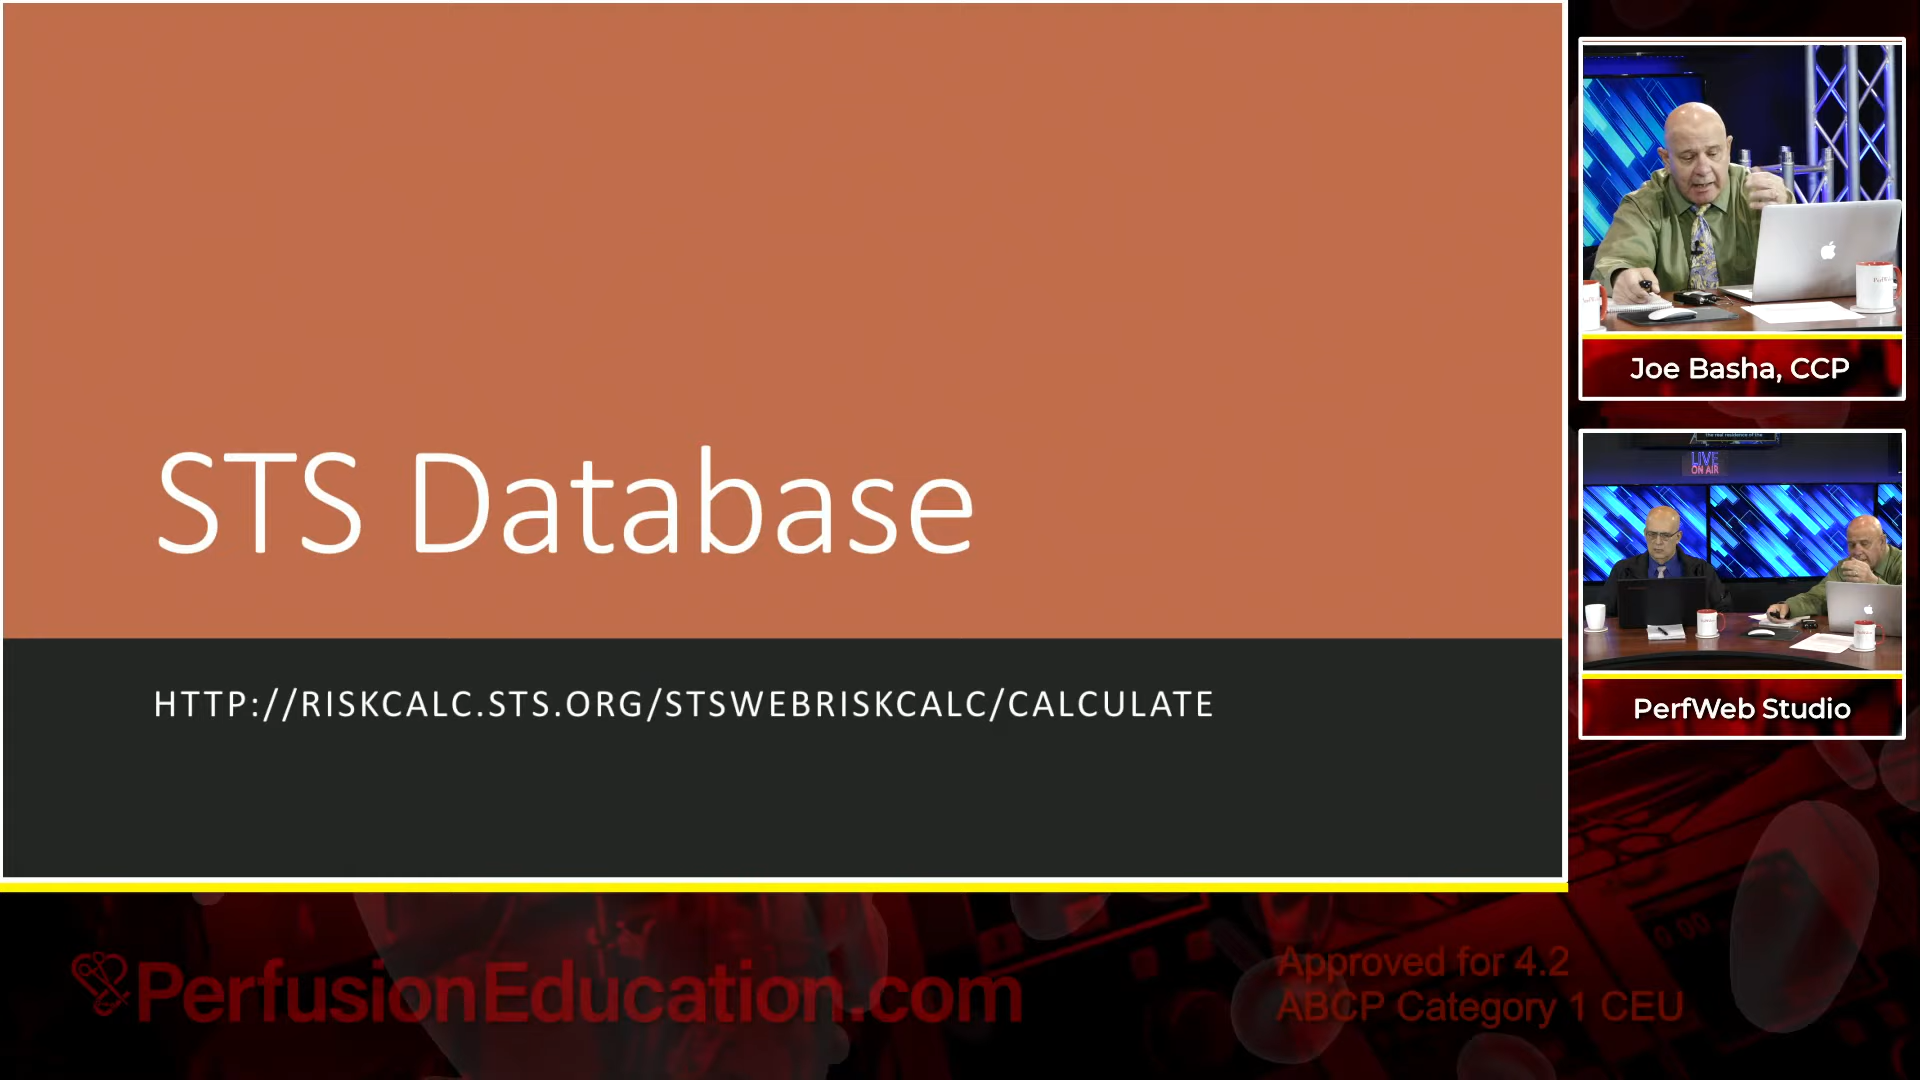 STS Database
HTTP://RISKCALC.STS.ORG/STSWEBRISKCALC/CALCULATE
Joe Basha, CCP
LIVE
ON AIR
PerfWeb Studio
PerfusionEducation.com
Approved for 4.2
ABCP Category 1 CEU